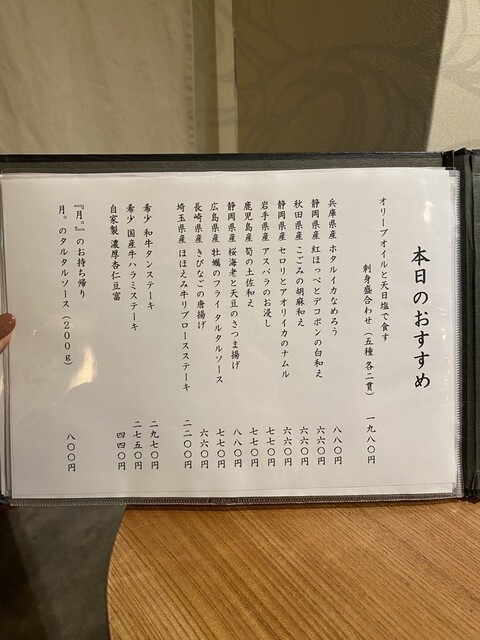 本日のおすすめ
オリーブオイルと天日塩で食す
刺身盛合わせ（五種 各二貫） 一九八〇円
兵庫県産 ホタルイカなめろう 八八〇円
静岡県産 紅ほっぺとデコポンの白和え 六六〇円
秋田県産 こごみの胡麻和え 六六〇円
静岡県産 セロリとアオリイカのナムル 六六〇円
岩手県産 アスパラのお浸し 七七〇円
鹿児島産 筍の土佐和え 七七〇円
静岡県産 桜海老と天豆のさつま揚げ 八八〇円
広島県産 牡蠣のフライ タルタルソース 七七〇円
長崎県産 きびなごの唐揚げ 六六〇円
埼玉県産 ほほえみ牛リブロースステーキ 二二〇〇円
希少 和牛タンステーキ 二九七〇円
希少 国産牛ハラミステーキ 二七五〇円
自家製 濃厚杏仁豆富 四四〇円
『月。』のお持ち帰り
月。のタルタルソース（２００ｇ） 八〇〇円